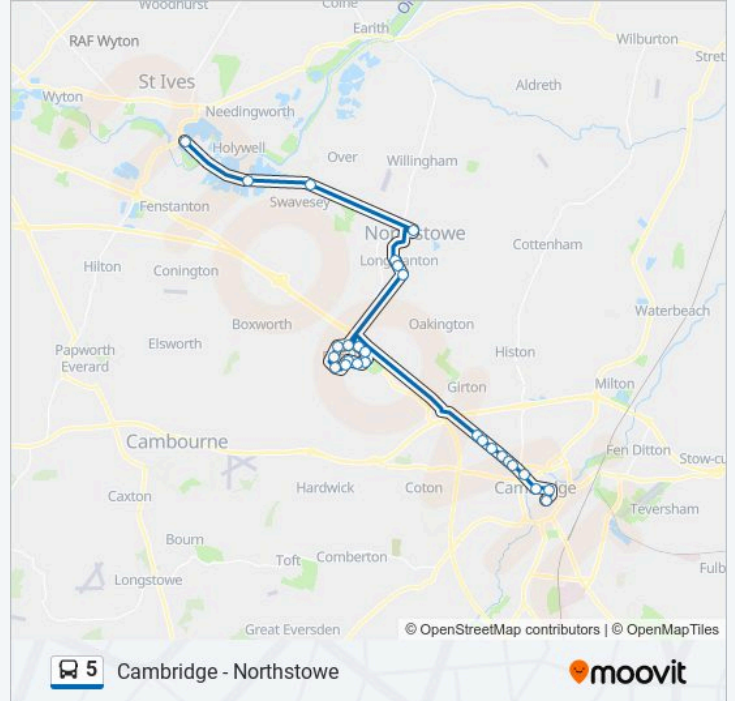 Woodhurst
Colne
Earith
RAF Wyton
Wilburton
Stret
St Ives
Aldreth
Wyton
Needingworth
Holywell
Over
Willingham
Fenstanton
Swavesey
Northstowe
Cottenham
Hilton
Conington
Longstanton
Waterbeach
Boxworth
Oakington
Elsworth
Histon
Papworth
Everard
Girton
Milton
Cambourne
Fen Ditton
Stow-cu
Hardwick
Coton
Cambridge
Caxton
Teversham
Bourn
Toft
Comberton
Fulb
Longstowe
Great Eversden
© OpenStreetMap contributors | © OpenMapTiles
5 Cambridge - Northstowe
moovit